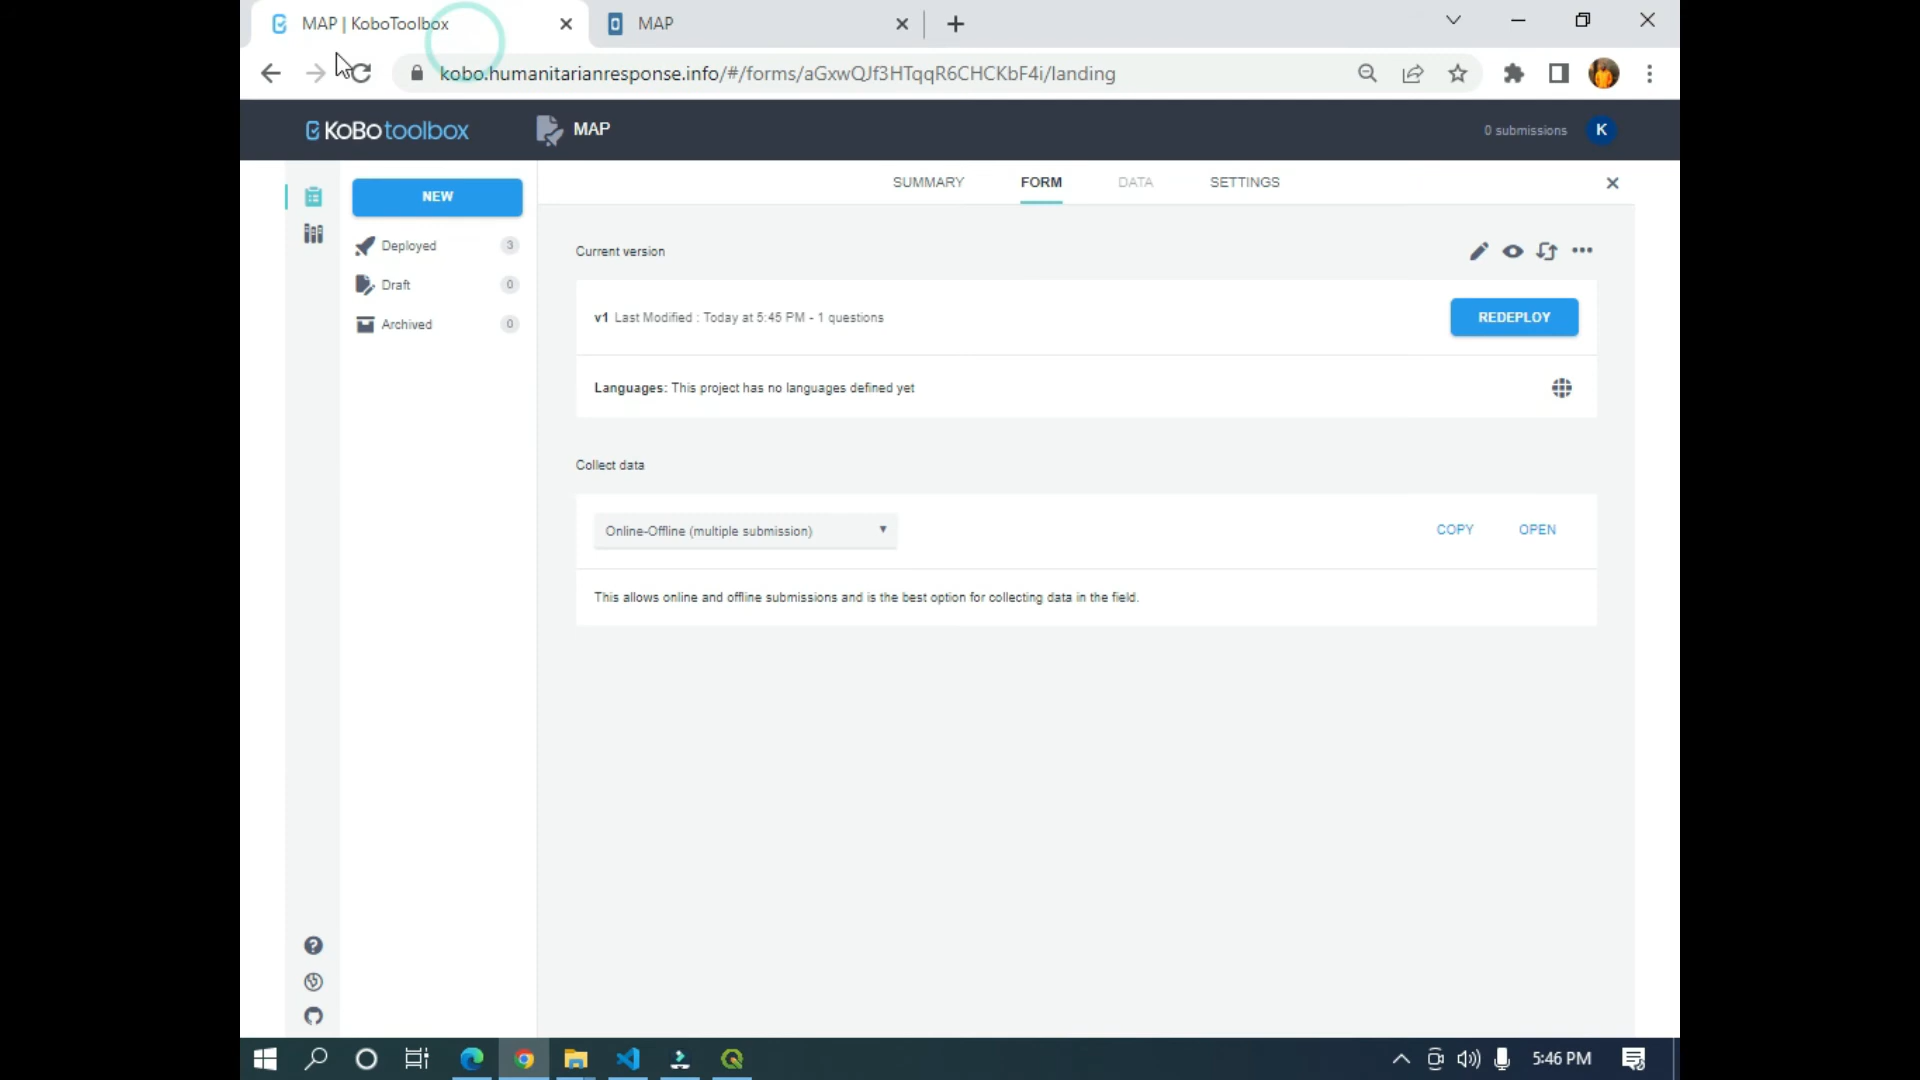 MAP | KoboToolbox
MAP
kobo.humanitarianresponse.info/#/forms/aGxwQJf3HTqqR6CHCKbF4i/landing
KoBotoolbox
MAP
0 submissions
K
NEW
SUMMARY
FORM
DATA
SETTINGS
Deployed
3
Draft
0
Archived
0
Current version
v1 Last Modified : Today at 5:45 PM - 1 questions
REDEPLOY
Languages: This project has no languages defined yet
Collect data
Online-Offline (multiple submission)
COPY
OPEN
This allows online and offline submissions and is the best option for collecting data in the field.
5:46 PM